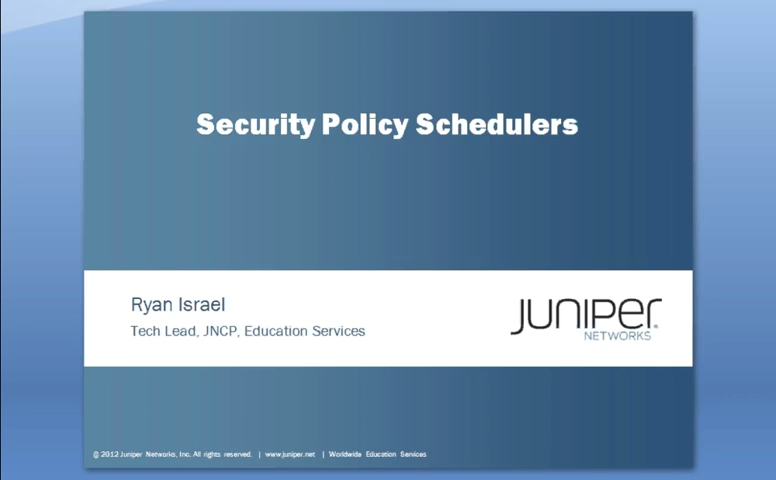 Security Policy Schedulers
Ryan Israel
Tech Lead, JNCP, Education Services
JUNIPer
NETWORKS
© 2012 Juniper Networks, Inc. All rights reserved. | www.juniper.net | Worldwide Education Services